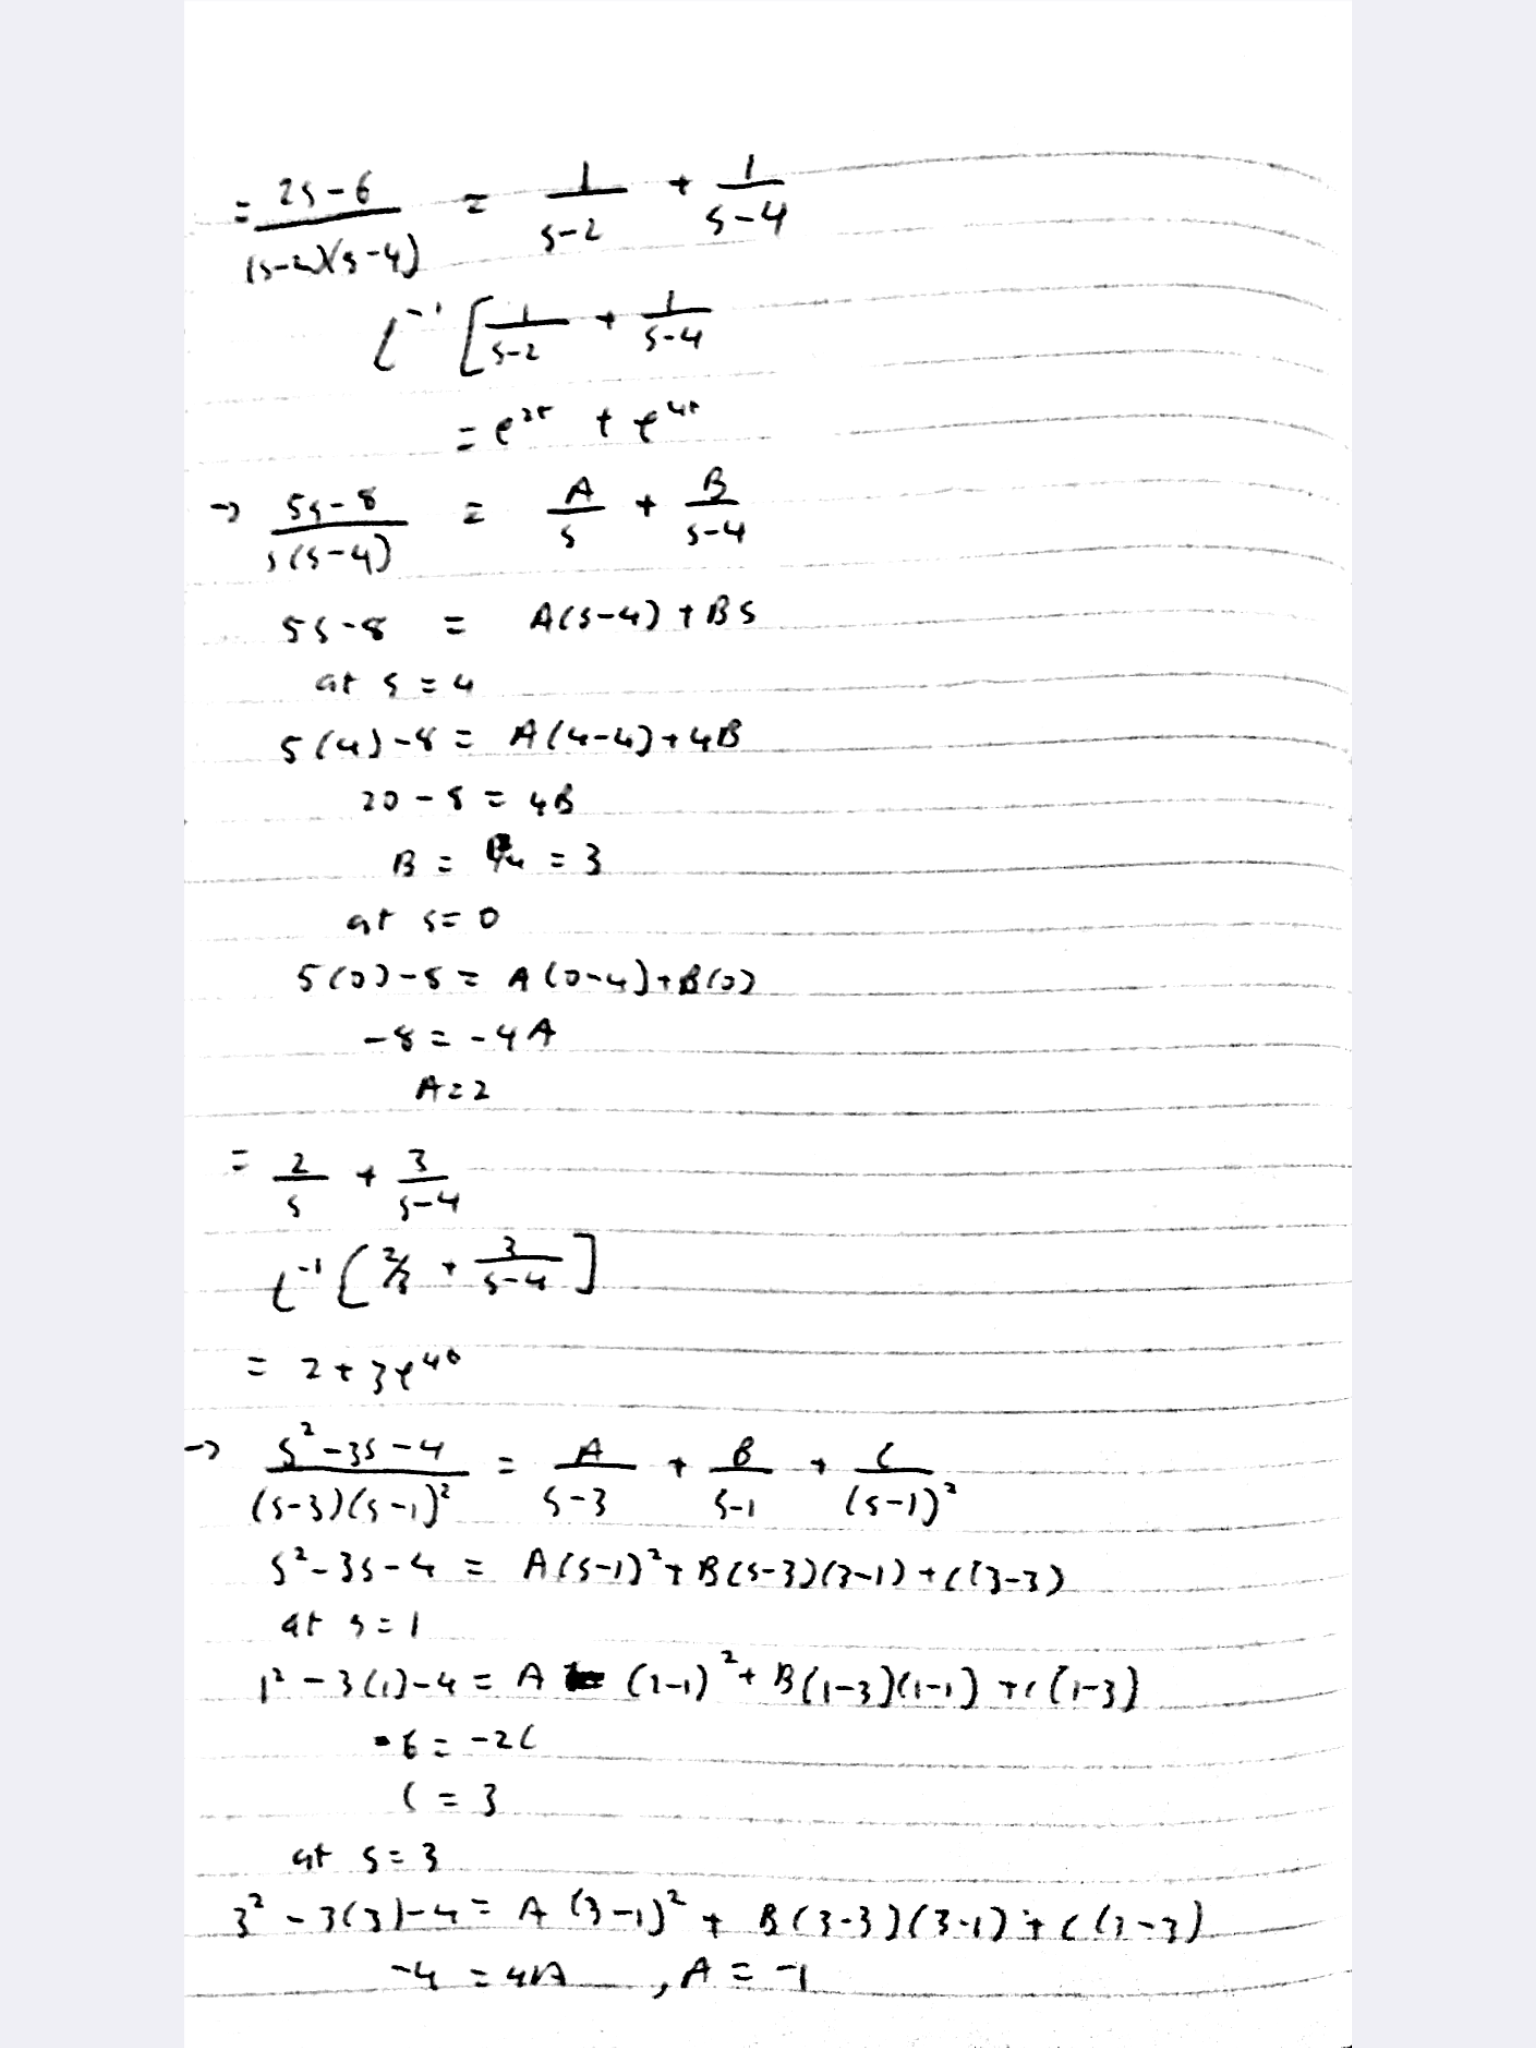 = (2s-6)/((s-2)(s-4)) = 1/(s-2) + 1/(s-4)
L⁻¹ [1/(s-2) + 1/(s-4)
= e²ᵗ + e⁴ᵗ
→ (5s-8)/(s(s-4)) = A/s + B/(s-4)
5s-8 = A(s-4) + Bs
at s = 4
5(4)-8 = A(4-4)+4B
20-8 = 4B
B = 12/4 = 3
at s = 0
5(0)-8 = A(0-4)+B(0)
-8 = -4A
A = 2
= 2/s + 3/(s-4)
L⁻¹ [2/s + 3/(s-4)]
= 2 + 3e⁴ᵗ
→ (s²-3s-4)/((s-3)(s-1)²) = A/(s-3) + B/(s-1) + C/(s-1)²
s²-3s-4 = A(s-1)² + B(s-3)(s-1) + C(s-3)
at s = 1
1²-3(1)-4 = A (1-1)² + B(1-3)(1-1) + C(1-3)
-6 = -2C
C = 3
at s = 3
3²-3(3)-4 = A(3-1)² + B(3-3)(3-1) + C(3-3)
-4 = 4A , A = -1